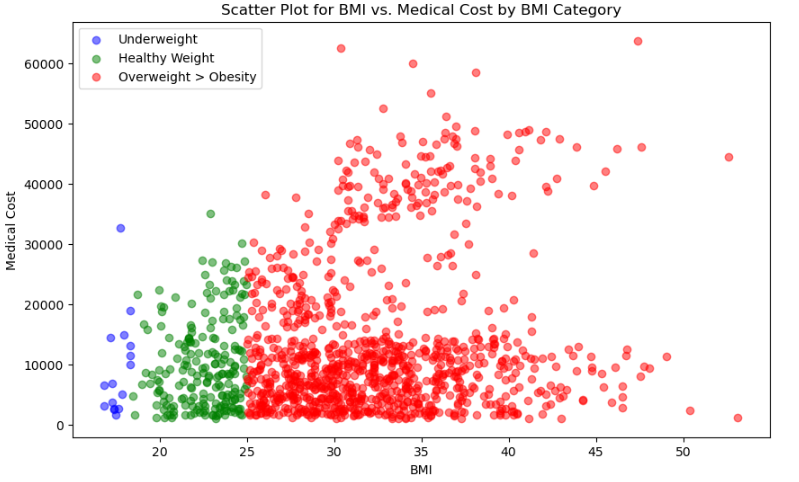 Scatter Plot for BMI vs. Medical Cost by BMI Category
Underweight
Healthy Weight
Overweight > Obesity
60000
50000
40000
30000
20000
10000
0
Medical Cost
20 25 30 35 40 45 50
BMI